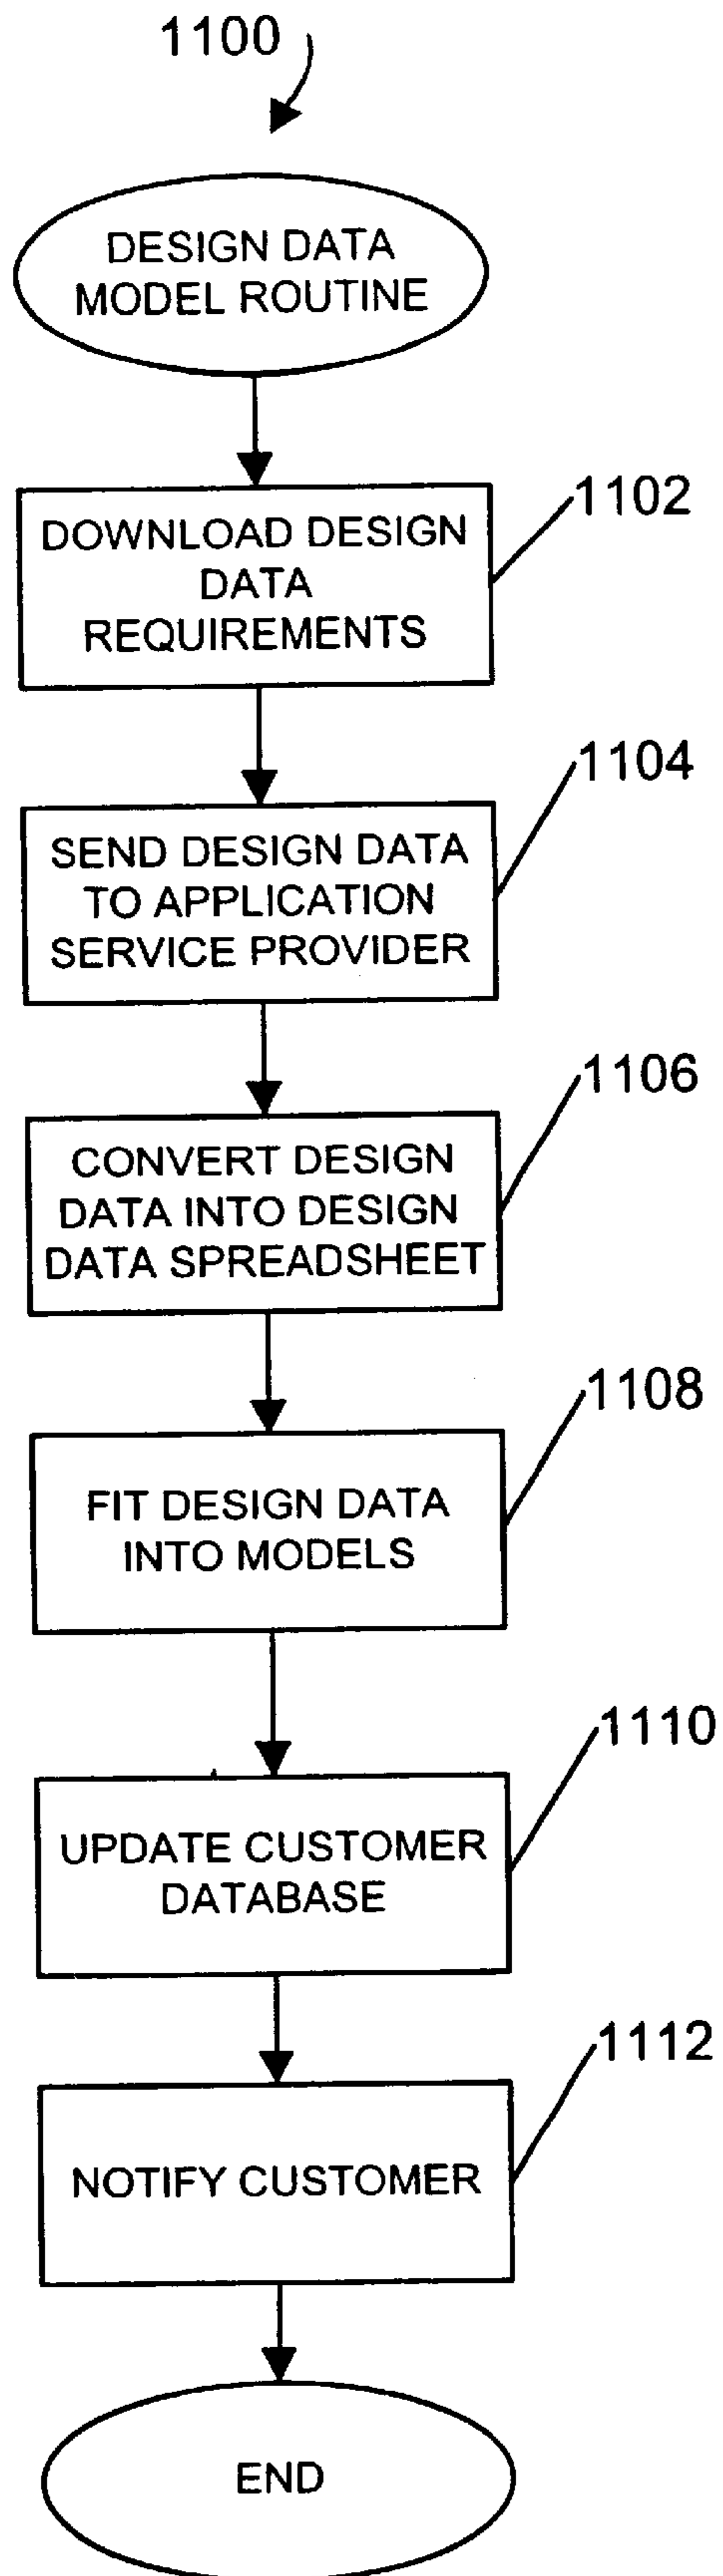 1100
DESIGN DATA
MODEL ROUTINE
1102
DOWNLOAD DESIGN
DATA
REQUIREMENTS
1104
SEND DESIGN DATA
TO APPLICATION
SERVICE PROVIDER
1106
CONVERT DESIGN
DATA INTO DESIGN
DATA SPREADSHEET
1108
FIT DESIGN DATA
INTO MODELS
1110
UPDATE CUSTOMER
DATABASE
1112
NOTIFY CUSTOMER
END